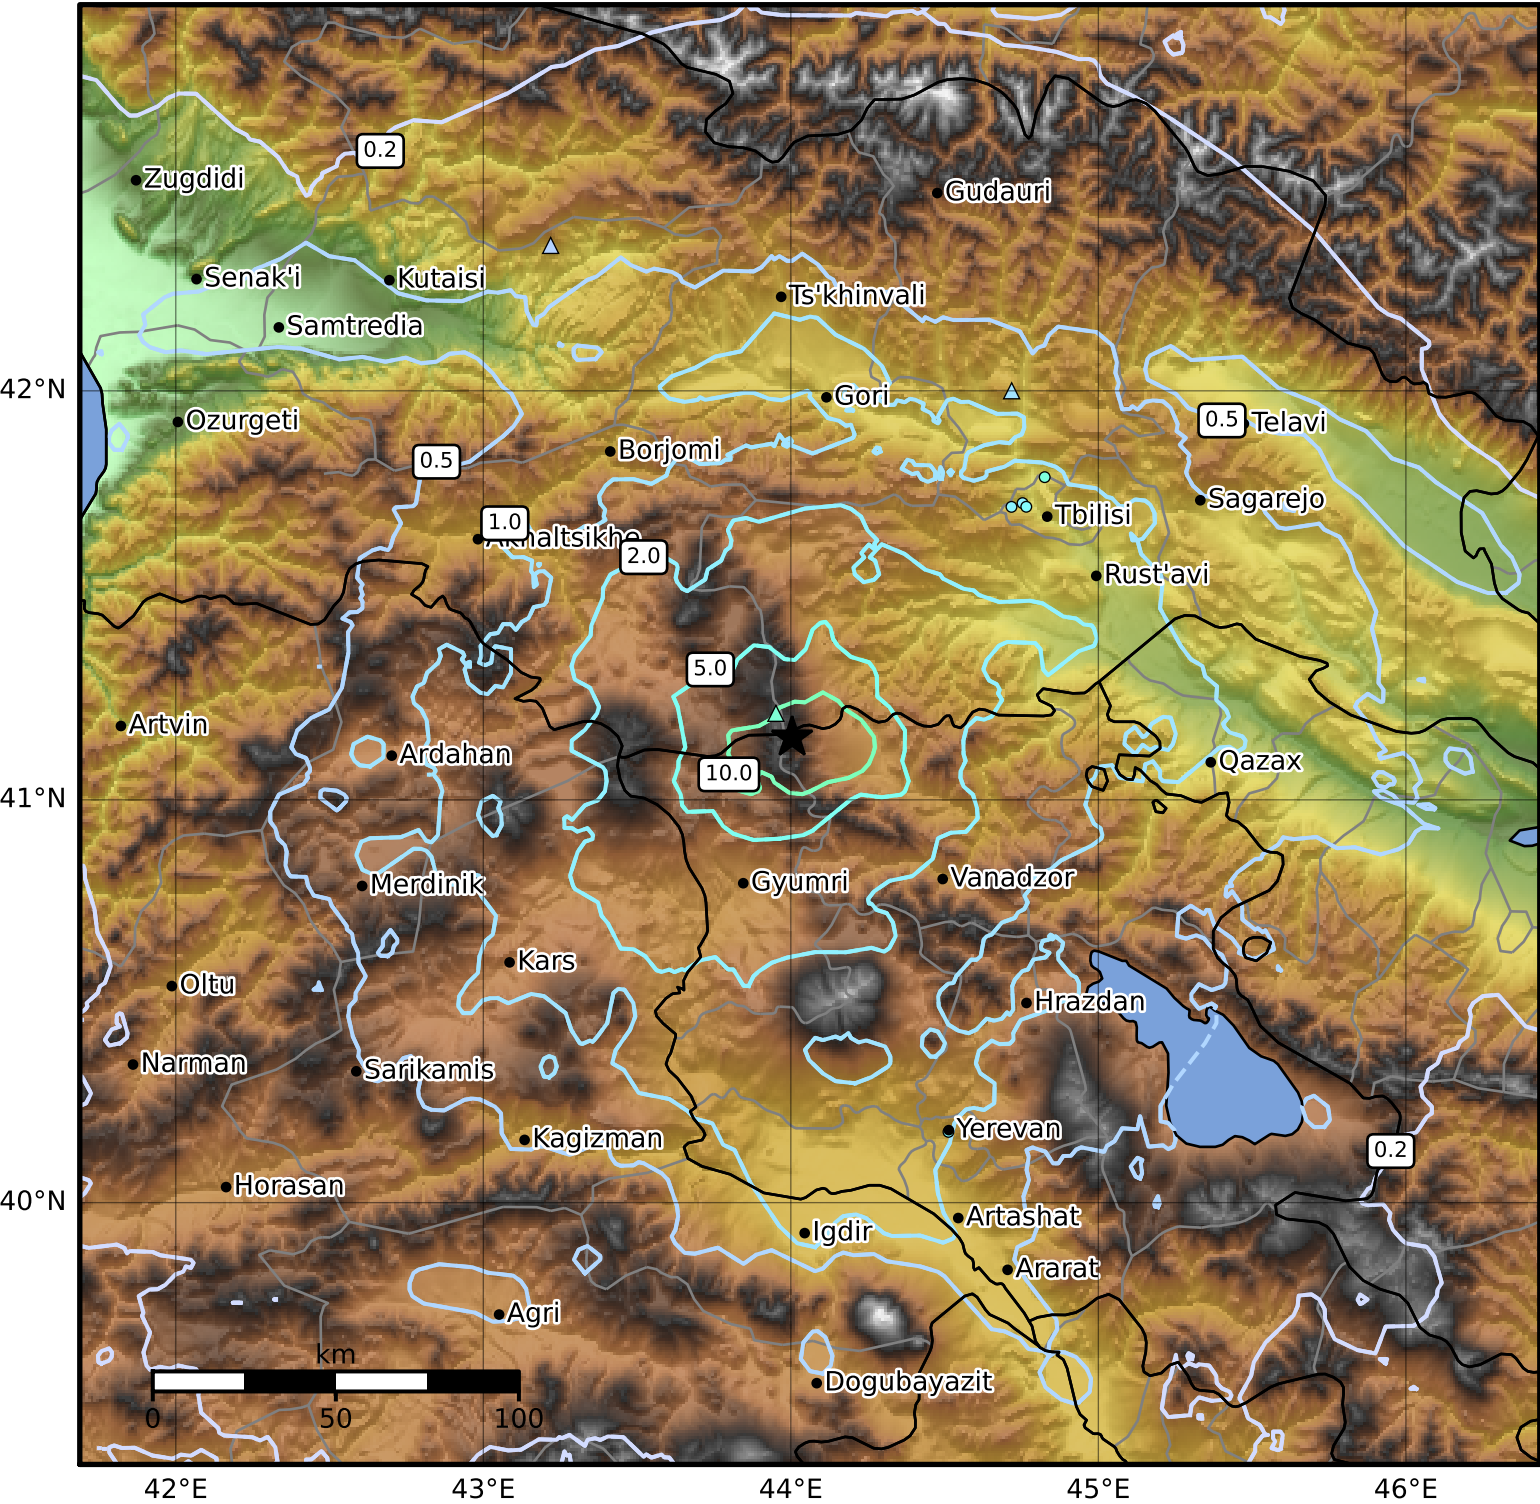 0.2
Zugdidi
Gudauri
Senak'i
Kutaisi
Ts'khinvali
Samtredia
42°N
Gori
Ozurgeti
0.5
Telavi
Borjomi
0.5
Sagarejo
1.0
Tbilisi
Akhaltsikhe
2.0
Rust'avi
5.0
Artvin
Ardahan
Qazax
10.0
41°N
Merdinik
Gyumri
Vanadzor
Kars
Oltu
Hrazdan
Narman
Sarikamis
Kagizman
Yerevan
0.2
Horasan
40°N
Artashat
Igdir
Ararat
Agri
km
Dogubayazit
0 50 100
42°E 43°E 44°E 45°E 46°E